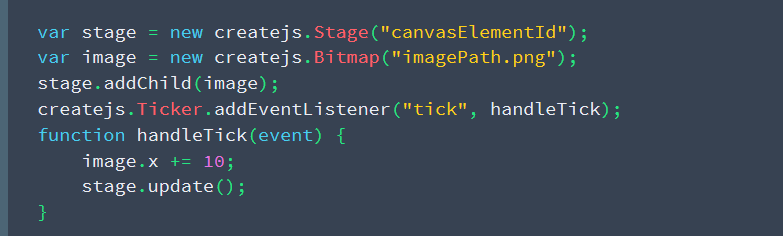 var stage = new createjs.Stage("canvasElementId");
var image = new createjs.Bitmap("imagePath.png");
stage.addChild(image);
createjs.Ticker.addEventListener("tick", handleTick);
function handleTick(event) {
    image.x += 10;
    stage.update();
}